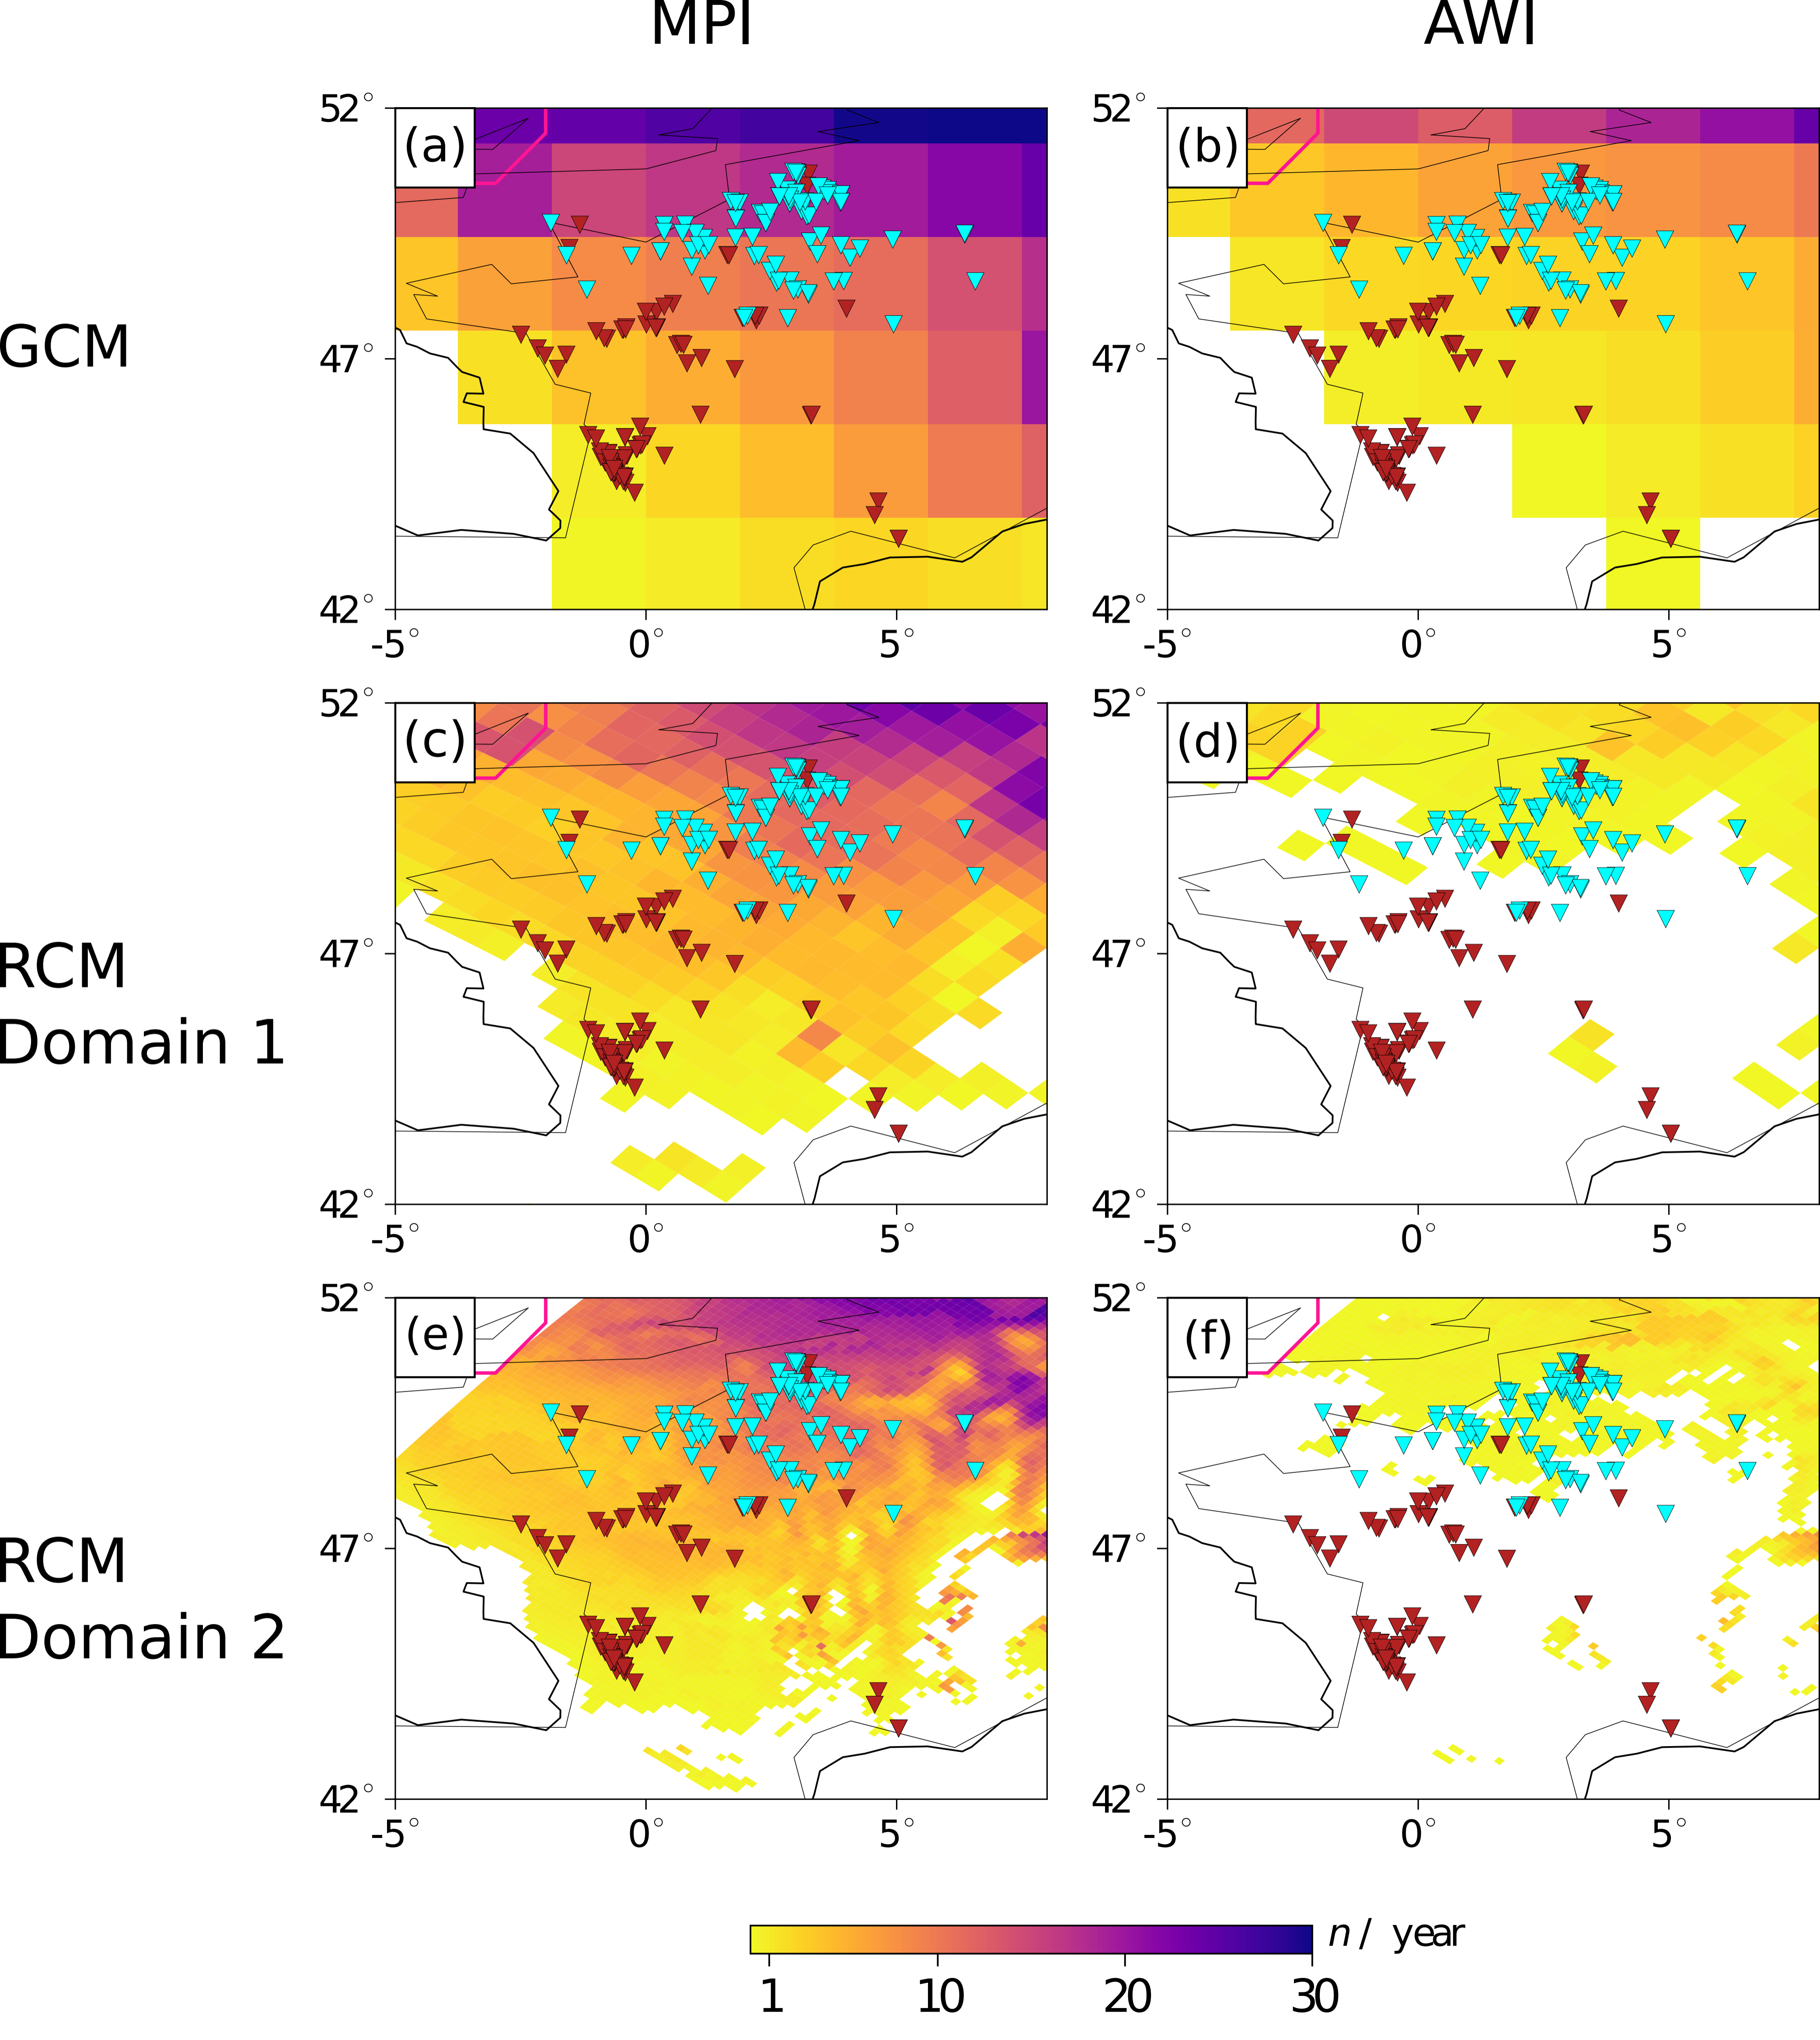 MPI AWI
52° (a) (b)
GCM
47° 47°
42° 42°
-5° 0° 5° -5° 0° 5°
52° (c) 52° (d)
RCM
Domain 1
47° 47°
42° 42°
-5° 0° 5° -5° 0° 5°
52° (e) 52° (f)
RCM
Domain 2
47° 47°
42° 42°
-5° 0° 5° -5° 0° 5°
n / year
1 10 20 30